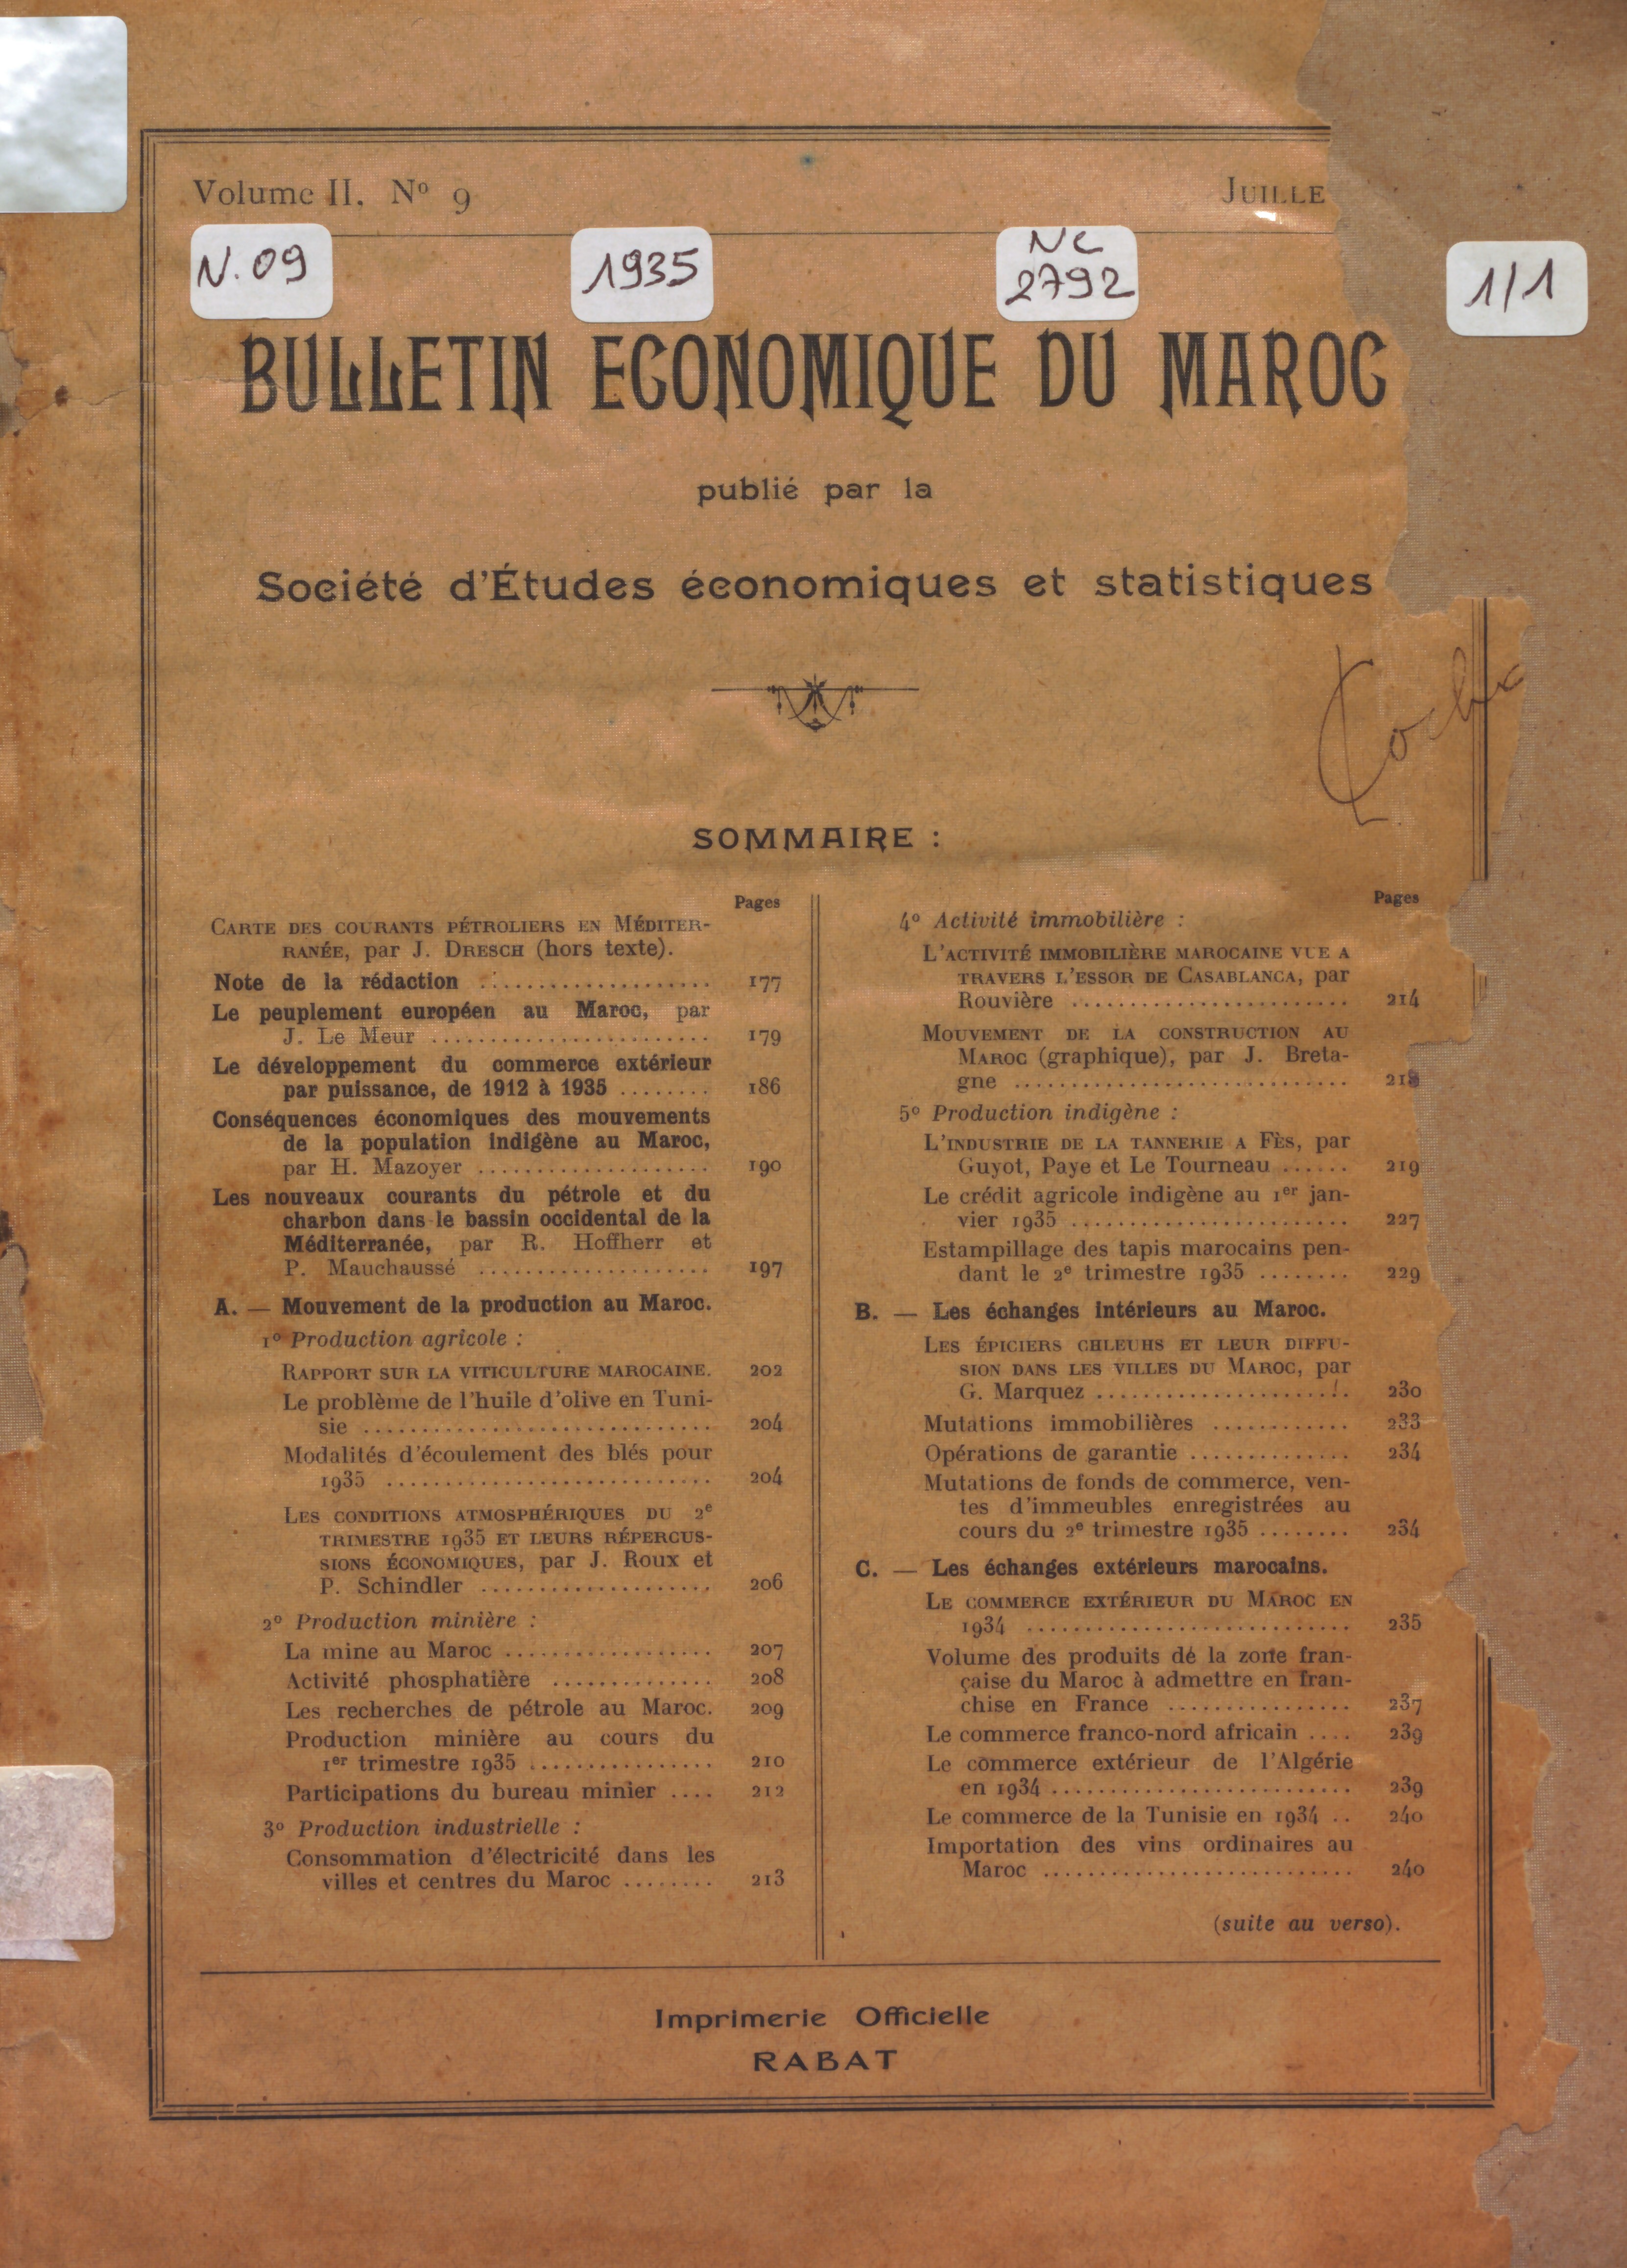 Volume II. Nº 9
JUILLE
N. 09
1935
NC
2792
1/1
BULLETIN ECONOMIQUE DU MAROC
publié par la
Société d'Études économiques et statistiques
SOMMAIRE :
Pages
CARTE DES COURANTS PÉTROLIERS EN MÉDITER-
RANÉE, par J. DRESCH (hors texte).
Note de la rédaction .................... 177
Le peuplement européen au Maroc, par
J. Le Meur ........................ 179
Le développement du commerce extérieur
par puissance, de 1912 à 1935 ........ 186
Conséquences économiques des mouvements
de la population indigène au Maroc,
par H. Mazoyer .................... 190
Les nouveaux courants du pétrole et du
charbon dans le bassin occidental de la
Méditerranée, par R. Hoffherr et
P. Mauchaussé .................... 197
A. — Mouvement de la production au Maroc.
1º Production agricole :
RAPPORT SUR LA VITICULTURE MAROCAINE. 202
Le problème de l'huile d'olive en Tuni-
sie .............................. 204
Modalités d'écoulement des blés pour
1935 ............................ 204
LES CONDITIONS ATMOSPHÉRIQUES DU 2e
TRIMESTRE 1935 ET LEURS RÉPERCUS-
SIONS ÉCONOMIQUES, par J. Roux et
P. Schindler .................... 206
2º Production minière :
La mine au Maroc .................. 207
Activité phosphatière .............. 208
Les recherches de pétrole au Maroc. 209
Production minière au cours du
1er trimestre 1935 ................ 210
Participations du bureau minier .... 212
3º Production industrielle :
Consommation d'électricité dans les
villes et centres du Maroc ........ 213
Pages
4º Activité immobilière :
L'ACTIVITÉ IMMOBILIÈRE MAROCAINE VUE A
TRAVERS L'ESSOR DE CASABLANCA, par
Rouvière ........................ 214
MOUVEMENT DE LA CONSTRUCTION AU
MAROC (graphique), par J. Breta-
gne ............................. 218
5º Production indigène :
L'INDUSTRIE DE LA TANNERIE A FÈS, par
Guyot, Paye et Le Tourneau ...... 219
Le crédit agricole indigène au 1er jan-
vier 1935 ........................ 227
Estampillage des tapis marocains pen-
dant le 2e trimestre 1935 ........ 229
B. — Les échanges intérieurs au Maroc.
LES ÉPICIERS CHLEUHS ET LEUR DIFFU-
SION DANS LES VILLES DU MAROC, par
G. Marquez ...................... 230
Mutations immobilières ............ 233
Opérations de garantie .............. 234
Mutations de fonds de commerce, ven-
tes d'immeubles enregistrées au
cours du 2e trimestre 1935 ........ 234
C. — Les échanges extérieurs marocains.
LE COMMERCE EXTÉRIEUR DU MAROC EN
1934 ............................ 235
Volume des produits de la zone fran-
çaise du Maroc à admettre en fran-
chise en France ................ 237
Le commerce franco-nord africain .... 239
Le commerce extérieur de l'Algérie
en 1934 .......................... 239
Le commerce de la Tunisie en 1934 .. 240
Importation des vins ordinaires au
Maroc ........................... 240
(suite au verso).
Imprimerie Officielle
RABAT